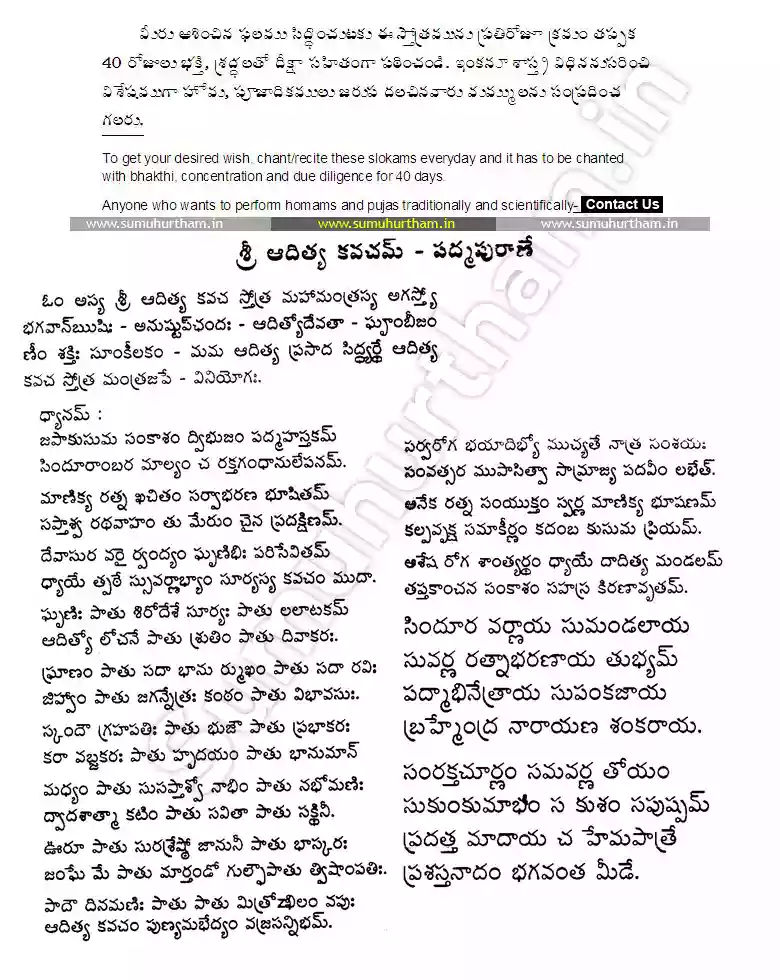 మీరు ఆశించిన ఫలము సిద్ధించుటకు ఈ స్తోత్రమును ప్రతిరోజూ క్రమం తప్పక
40 రోజులు భక్తి, శ్రద్ధలతో దీక్షా సహితంగా పఠించండి. ఇంకనూ శాస్త్ర విధిననుసరించి
విశేషముగా హోమ, పూజాదికములు జరుప దలచినవారు మమ్ములను సంప్రదించ
గలరు.
To get your desired wish, chant/recite these slokams everyday and it has to be chanted
with bhakthi, concentration and due diligence for 40 days.
Anyone who wants to perform homams and pujas traditionally and scientifically- Contact Us
www.sumuhurtham.in www.sumuhurtham.in www.sumuhurtham.in
శ్రీ ఆదిత్య కవచమ్ - పద్మపురాణే
ఓం అస్య శ్రీ ఆదిత్య కవచ స్తోత్ర మహామంత్రస్య అగస్త్యో
భగవాన్ఋషిః - అనుష్టుప్ఛందః - ఆదిత్యోదేవతా - ఘృాంబీజం
ణీం శక్తిః సూంకీలకం - మమ ఆదిత్య ప్రసాద సిద్ధ్యర్థే ఆదిత్య
కవచ స్తోత్ర మంత్రజపే - వినియోగః.
ధ్యానమ్ :
జపాకుసుమ సంకాశం ద్విభుజం పద్మహస్తకమ్
సిందూరాంబర మాల్యం చ రక్తగంధానులేపనమ్.
మాణిక్య రత్న ఖచితం సర్వాభరణ భూషితమ్
సప్తాశ్వ రథవాహం తు మేరుం చైన ప్రదక్షిణమ్.
దేవాసుర వరై ర్వంద్యం ఘృణిభిః పరిసేవితమ్
ధ్యాయే త్పఠే స్సువర్ణాభ్యాం సూర్యస్య కవచం ముదా.
ఘృణిః పాతు శిరోదేశే సూర్యః పాతు లలాటకమ్
ఆదిత్యో లోచనే పాతు శ్రుతిం పాతు దివాకరః.
ఘ్రాణం పాతు సదా భాను ర్ముఖం పాతు సదా రవిః
జిహ్వాం పాతు జగన్నేత్రః కంఠం పాతు విభావసుః.
స్కందౌ గ్రహపతిః పాతు భుజౌ పాతు ప్రభాకరః
కరా వబ్జకరః పాతు హృదయం పాతు భానుమాన్
మధ్యం పాతు సుసప్తాశ్వో నాభిం పాతు నభోమణిః
ద్వాదశాత్మా కటిం పాతు సవితా పాతు సక్థినీ.
ఊరూ పాతు సురశ్రేష్ఠో జానునీ పాతు భాస్కరః
జంఘే మే పాతు మార్తండో గుల్ఫౌపాతు త్విషాంపతిః.
పాదౌ దినమణిః పాతు పాతు మిత్రోఖిలం వపుః
ఆదిత్య కవచం పుణ్యమభేద్యం వజ్రసన్నిభమ్.
సర్వరోగ భయాదిభ్యో ముచ్యతే నాత్ర సంశయః
సంవత్సర ముపాసిత్వా సామ్రాజ్య పదవీం లభేత్.
అనేక రత్న సంయుక్తం స్వర్ణ మాణిక్య భూషణమ్
కల్పవృక్ష సమాకీర్ణం కదంబ కుసుమ ప్రియమ్.
అశేష రోగ శాంత్యర్థం ధ్యాయే దాదిత్య మండలమ్
తప్తకాంచన సంకాశం సహస్ర కిరణావృతమ్.
సిందూర వర్ణాయ సుమండలాయ
సువర్ణ రత్నాభరణాయ తుభ్యమ్
పద్మాభినేత్రాయ సుపంకజాయ
బ్రహ్మేంద్ర నారాయణ శంకరాయ.
సంరక్తచూర్ణం సమవర్ణ తోయం
సుకుంకుమాభం స కుశం సపుష్పమ్
ప్రదత్త మాదాయ చ హేమపాత్రే
ప్రశస్తనాదం భగవంత మీడే.
sumuhurtham.in